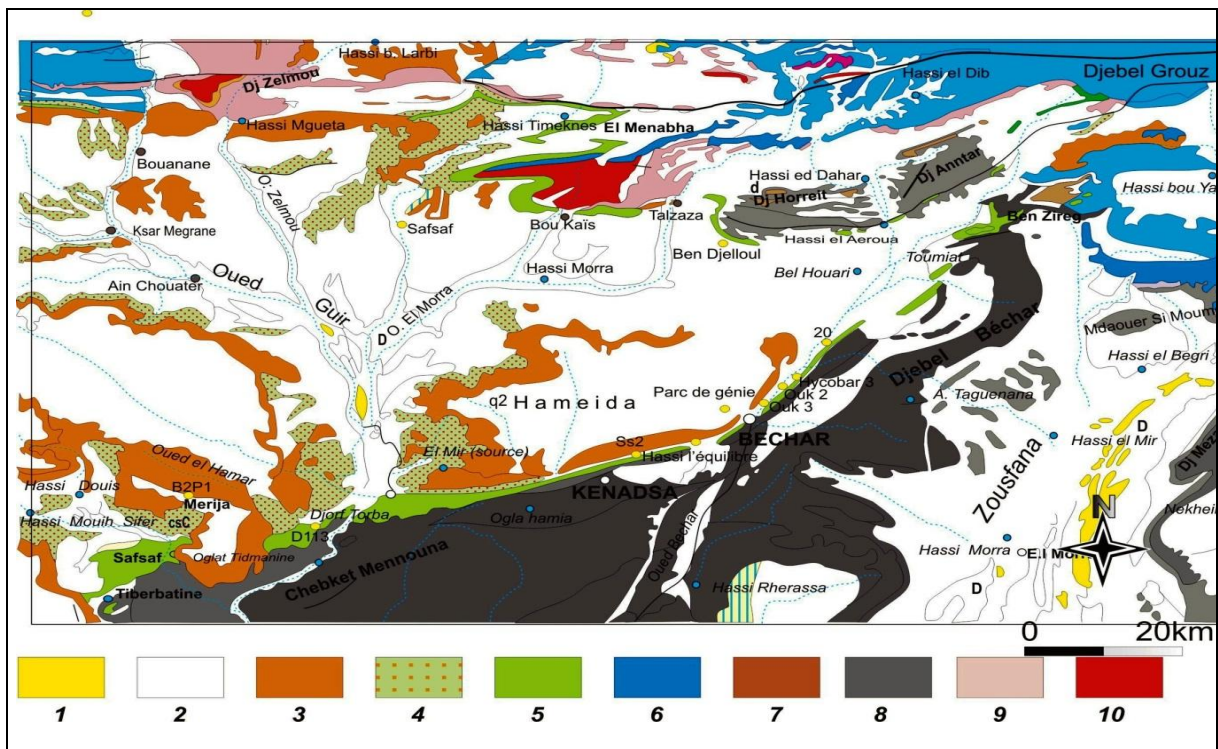 Hassi b. Larbi
Dj Zelmou
Hassi el Dib
Djebel Grouz
Hassi Mgueta
Hassi Timeknes
El Menabha
Bouanane
O. Zelmou
Hassi ed Dahar
Dj Anntar
d
Dj Horreit
Hassi bou Ya
Ksar Megrane
Safsaf
Bou Kaïs
Talzaza
Ben Zireg
Hassi el Aeroua
Ben Djelloul
Toumiat
Ain Chouater
Oued
Guir
Hassi Morra
Bel Houari
D
O. El Morra
20
Mdaouer Si Moum
Hassi el Begri
Djebel Béchar
Hycobar 3
Parc de génie
Ouk 2
Ouk 3
A. Taguenana
q2
Hameida
BECHAR
Ss2
Hassi l'équilibre
Zousfana
D
Hassi el Mir
Dj Mez
Oued el Hamar
El Mir (source)
Hassi Douis
B2P1
Merija
KENADSA
Hassi Mouih Sifer
csC
Djorf Torba
D113
Ogla hamia
Oued Bechar
N
Nekheil
Safsaf
Oglat Tidmanine
Chebket Mennouna
Hassi Morra
Tiberbatine
Hassi Rherassa
D
0 20km
1 2 3 4 5 6 7 8 9 10